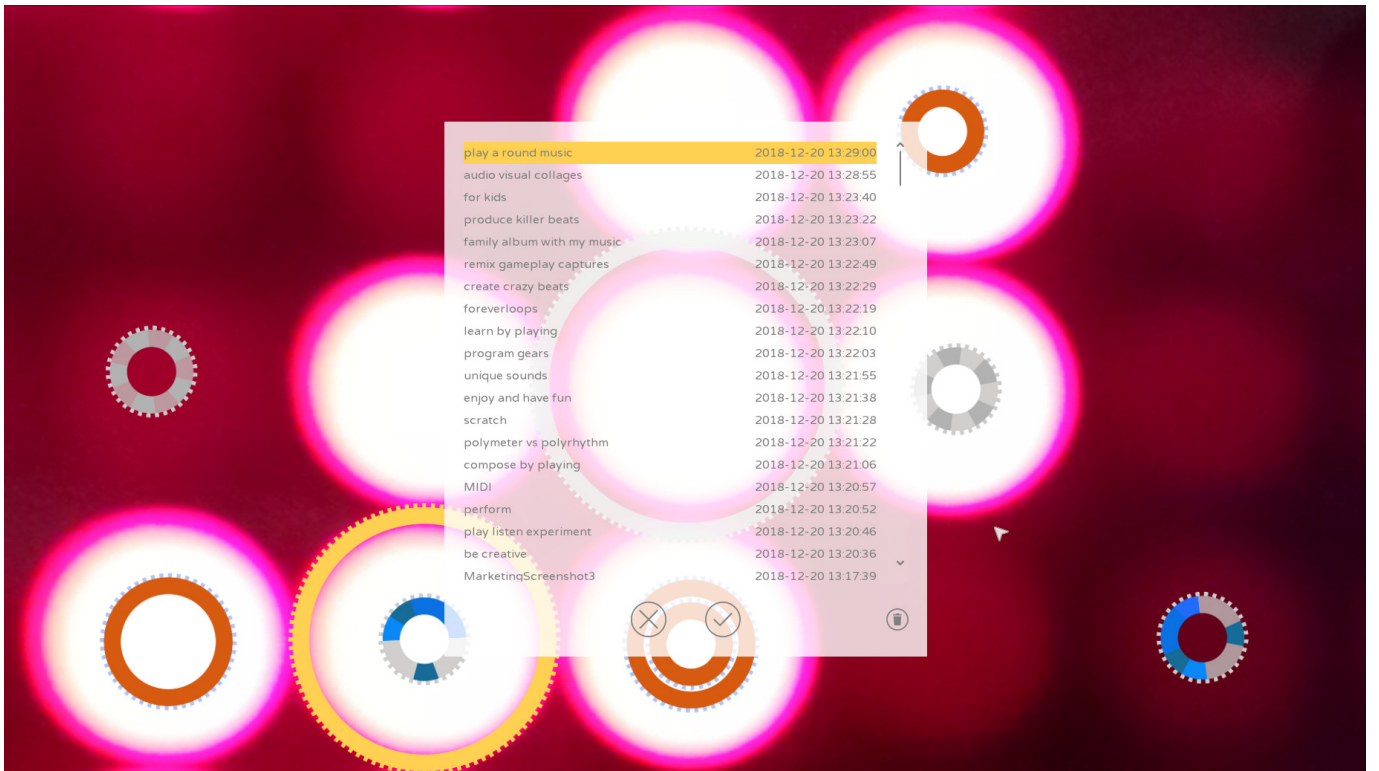 play a round music 2018-12-20 13:29:00
audio visual collages 2018-12-20 13:28:55
for kids 2018-12-20 13:23:40
produce killer beats 2018-12-20 13:23:22
family album with my music 2018-12-20 13:23:07
remix gameplay captures 2018-12-20 13:22:49
create crazy beats 2018-12-20 13:22:29
foreverloops 2018-12-20 13:22:19
learn by playing 2018-12-20 13:22:10
program gears 2018-12-20 13:22:03
unique sounds 2018-12-20 13:21:55
enjoy and have fun 2018-12-20 13:21:38
scratch 2018-12-20 13:21:28
polymeter vs polyrhythm 2018-12-20 13:21:22
compose by playing 2018-12-20 13:21:06
MIDI 2018-12-20 13:20:57
perform 2018-12-20 13:20:52
play listen experiment 2018-12-20 13:20:46
be creative 2018-12-20 13:20:36
MarketingScreenshot3 2018-12-20 13:17:39